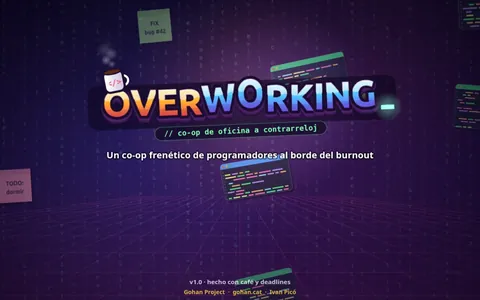 FIX
bug #42
</>
OVERWORKING_
// co-op de oficina a contrarreloj
Un co-op frenético de programadores al borde del burnout
TODO:
dormir
v1.0 · hecho con café y deadlines
Gohan Project · gohan.cat · Ivan Picó